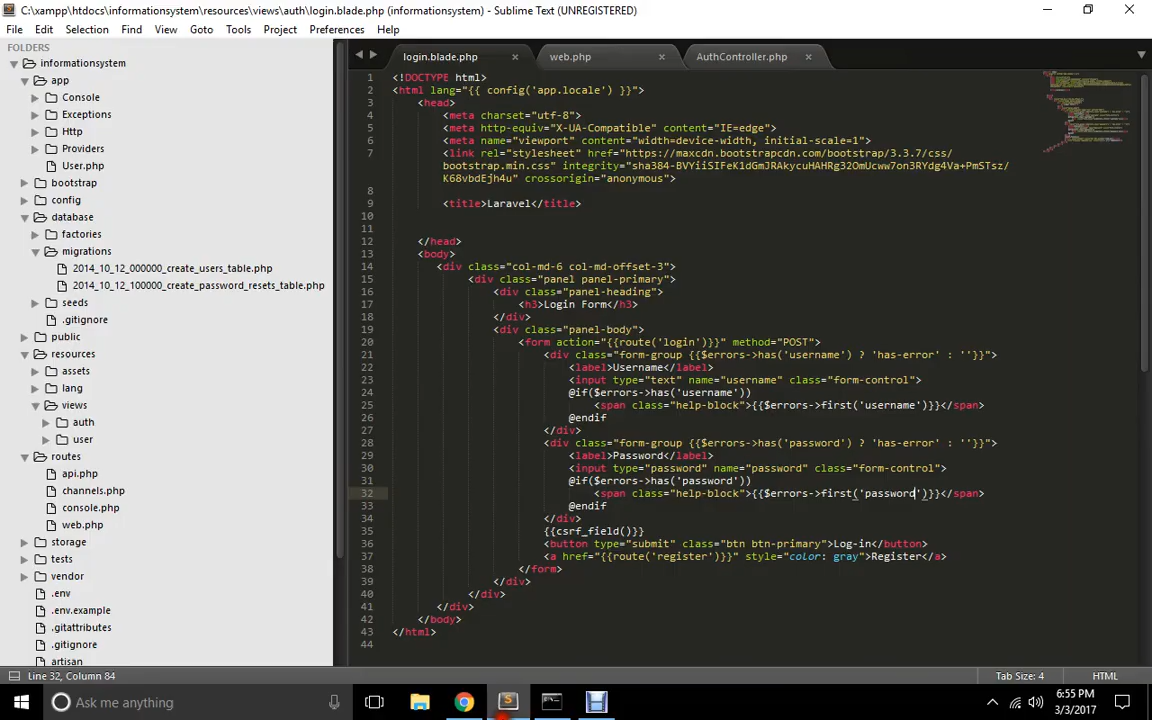 C:\xampp\htdocs\informationsystem\resources\views\auth\login.blade.php (informationsystem) - Sublime Text (UNREGISTERED)
File Edit Selection Find View Goto Tools Project Preferences Help
FOLDERS
informationsystem
app
Console
Exceptions
Http
Providers
User.php
bootstrap
config
database
factories
migrations
2014_10_12_000000_create_users_table.php
2014_10_12_100000_create_password_resets_table.php
seeds
.gitignore
public
resources
assets
lang
views
auth
user
routes
api.php
channels.php
console.php
web.php
storage
tests
vendor
.env
.env.example
.gitattributes
.gitignore
artisan
login.blade.php web.php AuthController.php
1 <!DOCTYPE html>
2 <html lang="{{ config('app.locale') }}">
3 <head>
4 <meta charset="utf-8">
5 <meta http-equiv="X-UA-Compatible" content="IE=edge">
6 <meta name="viewport" content="width=device-width, initial-scale=1">
7 <link rel="stylesheet" href="https://maxcdn.bootstrapcdn.com/bootstrap/3.3.7/css/
bootstrap.min.css" integrity="sha384-BVYiiSIFeK1dGmJRAkycuHAHRg32OmUcww7on3RYdg4Va+PmSTsz/
K68vbdEjh4u" crossorigin="anonymous">
8
9 <title>Laravel</title>
10
11
12 </head>
13 <body>
14 <div class="col-md-6 col-md-offset-3">
15 <div class="panel panel-primary">
16 <div class="panel-heading">
17 <h3>Login Form</h3>
18 </div>
19 <div class="panel-body">
20 <form action="{{route('login')}}" method="POST">
21 <div class="form-group {{$errors->has('username') ? 'has-error' : ''}}">
22 <label>Username</label>
23 <input type="text" name="username" class="form-control">
24 @if($errors->has('username'))
25 <span class="help-block">{{$errors->first('username')}}</span>
26 @endif
27 </div>
28 <div class="form-group {{$errors->has('password') ? 'has-error' : ''}}">
29 <label>Password</label>
30 <input type="password" name="password" class="form-control">
31 @if($errors->has('password'))
32 <span class="help-block">{{$errors->first('password')}}</span>
33 @endif
34 </div>
35 {{csrf_field()}}
36 <button type="submit" class="btn btn-primary">Log-in</button>
37 <a href="{{route('register')}}" style="color: gray">Register</a>
38 </form>
39 </div>
40 </div>
41 </div>
42 </body>
43 </html>
44
Line 32, Column 84 Tab Size: 4 HTML
Ask me anything
6:55 PM
3/3/2017